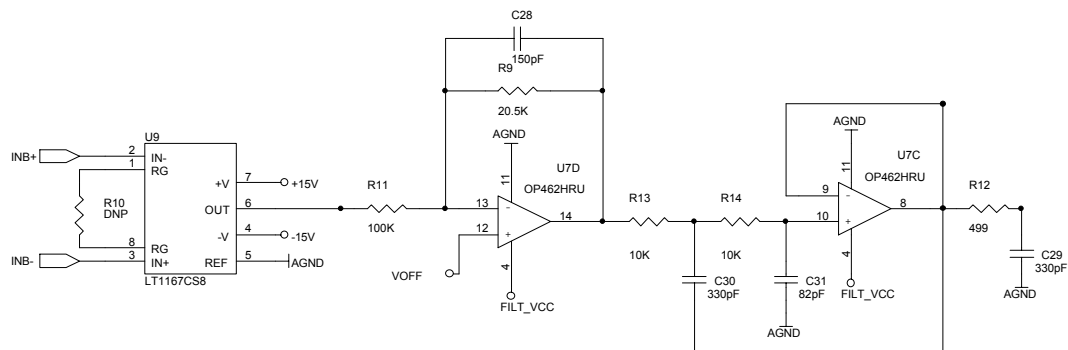 C28
150pF
R9
20.5K
AGND
U7D
OP462HRU
11
13
12
14
4
VOFF
FILT_VCC
U9
INB+
INB-
2
1
8
3
IN-
RG
RG
IN+
+V
OUT
-V
REF
7
6
4
5
+15V
-15V
AGND
R10
DNP
LT1167CS8
R11
100K
R13
10K
R14
10K
C30
330pF
C31
82pF
AGND
AGND
U7C
OP462HRU
11
9
10
8
4
FILT_VCC
R12
499
C29
330pF
AGND